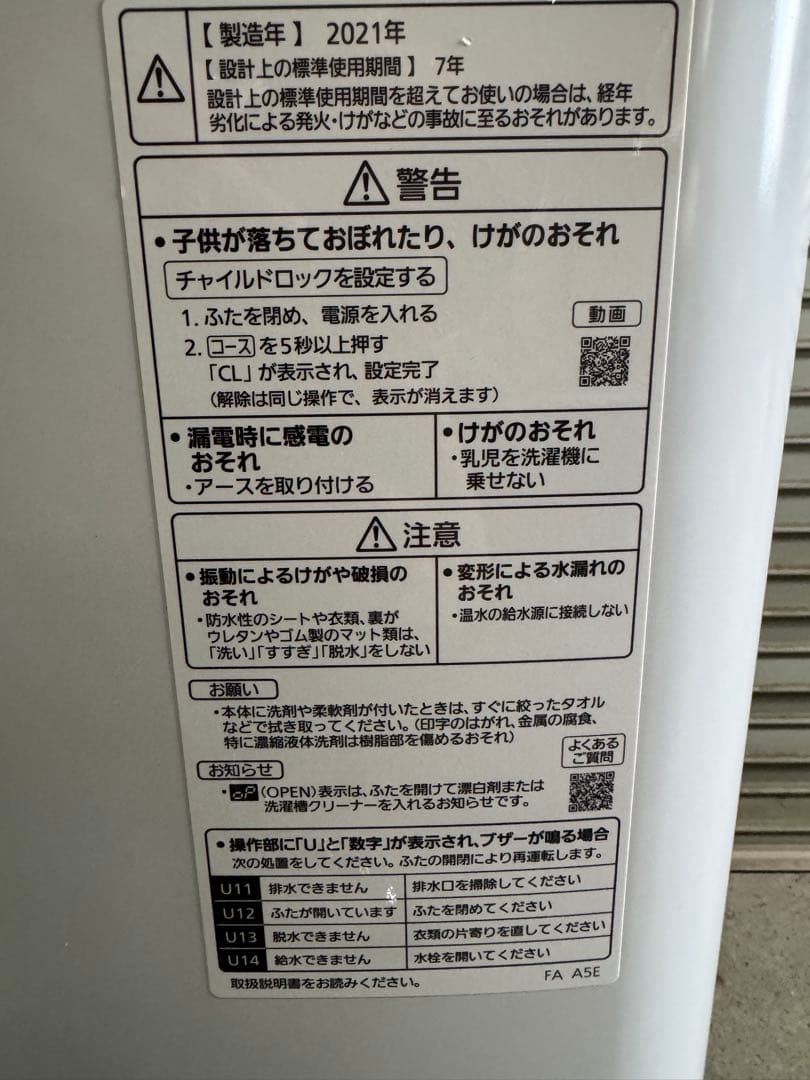 【製造年】 2021年
【設計上の標準使用期間】 7年
設計上の標準使用期間を超えてお使いの場合は、経年
劣化による発火・けがなどの事故に至るおそれがあります。
警告
・子供が落ちておぼれたり、けがのおそれ
チャイルドロックを設定する
1. ふたを閉め、電源を入れる
2. コースを5秒以上押す
「CL」が表示され、設定完了
(解除は同じ操作で、表示が消えます)
動画
・漏電時に感電の
おそれ
・アースを取り付ける
・けがのおそれ
・乳児を洗濯機に
乗せない
注意
・振動によるけがや破損の
おそれ
・防水性のシートや衣類、裏が
ウレタンやゴム製のマット類は、
「洗い」「すすぎ」「脱水」をしない
・変形による水漏れの
おそれ
・温水の給水源に接続しない
お願い
・本体に洗剤や柔軟剤が付いたときは、すぐに絞ったタオル
などで拭き取ってください。(印字のはがれ、金属の腐食、
特に濃縮液体洗剤は樹脂部を傷めるおそれ)
よくある
ご質問
お知らせ
・oP(OPEN)表示は、ふたを開けて漂白剤または
洗濯槽クリーナーを入れるお知らせです。
・操作部に「U」と「数字」が表示され、ブザーが鳴る場合
次の処置をしてください。ふたの開閉により再運転します。
U11 排水できません 排水口を掃除してください
U12 ふたが開いています ふたを閉めてください
U13 脱水できません 衣類の片寄りを直してください
U14 給水できません 水栓を開いてください
取扱説明書をお読みください。
FA A5E